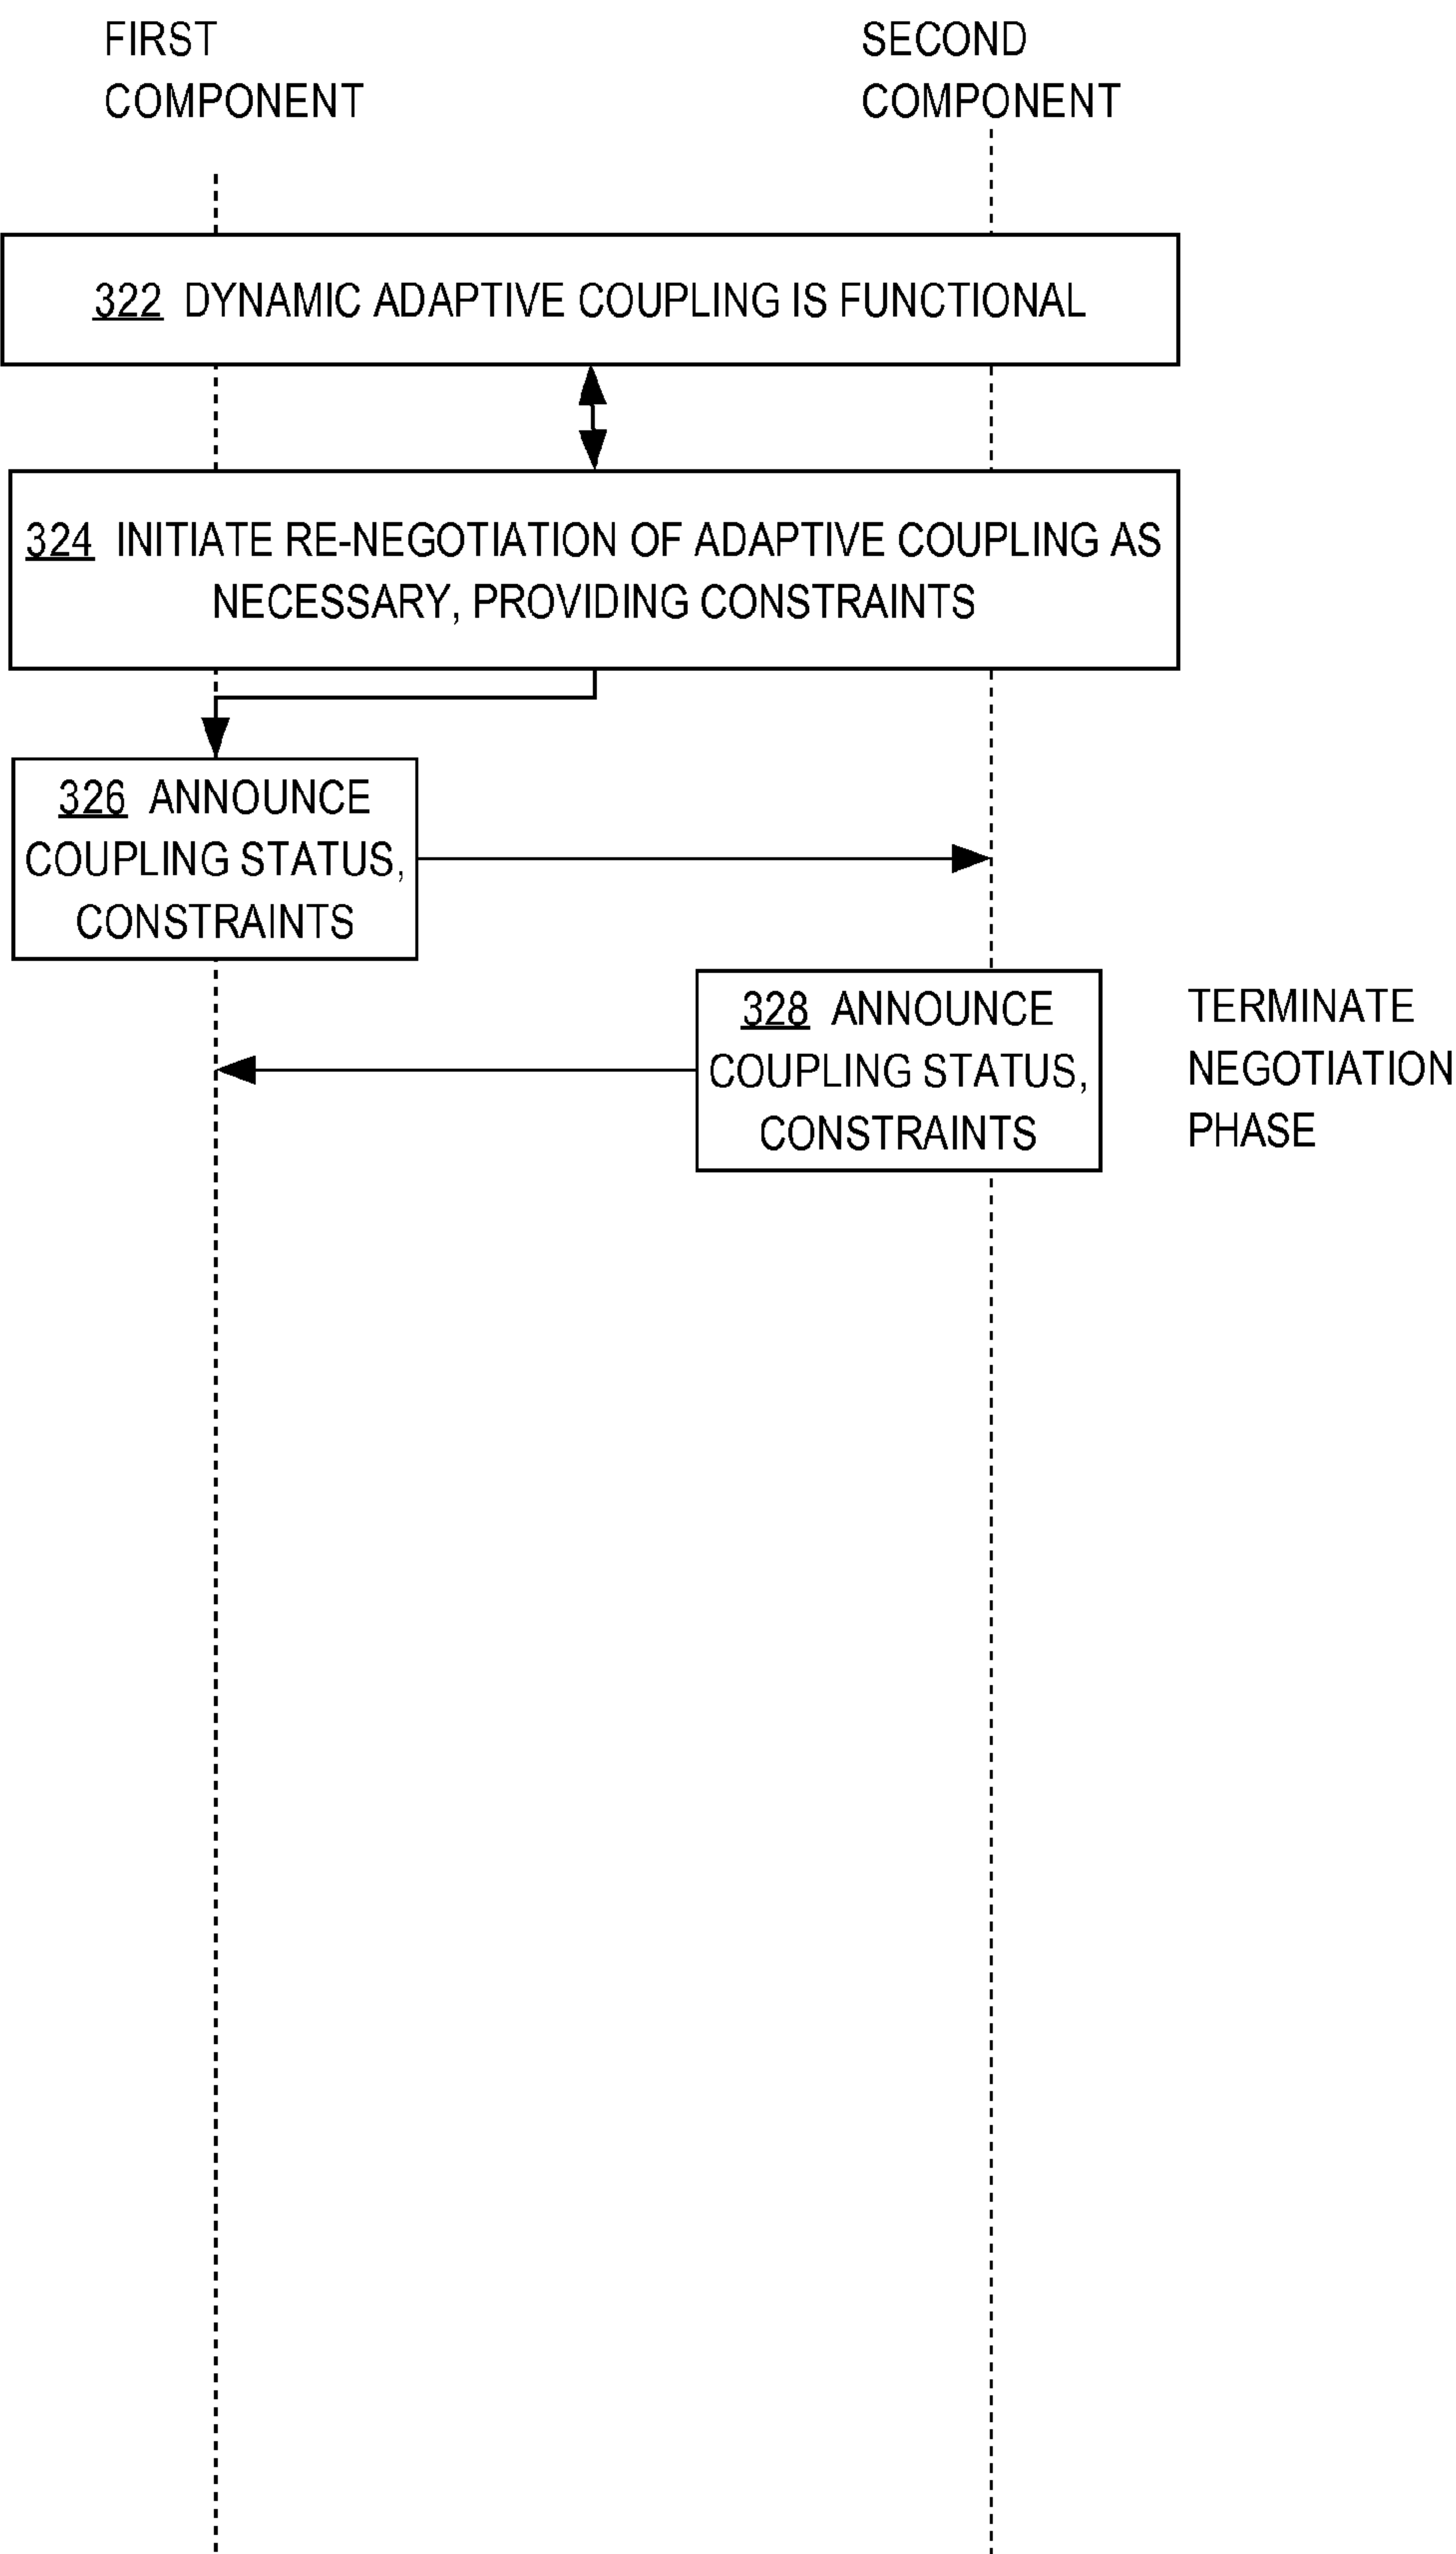 FIRST
COMPONENT
SECOND
COMPONENT
322 DYNAMIC ADAPTIVE COUPLING IS FUNCTIONAL
324 INITIATE RE-NEGOTIATION OF ADAPTIVE COUPLING AS
NECESSARY, PROVIDING CONSTRAINTS
326 ANNOUNCE
COUPLING STATUS,
CONSTRAINTS
328 ANNOUNCE
COUPLING STATUS,
CONSTRAINTS
TERMINATE
NEGOTIATION
PHASE